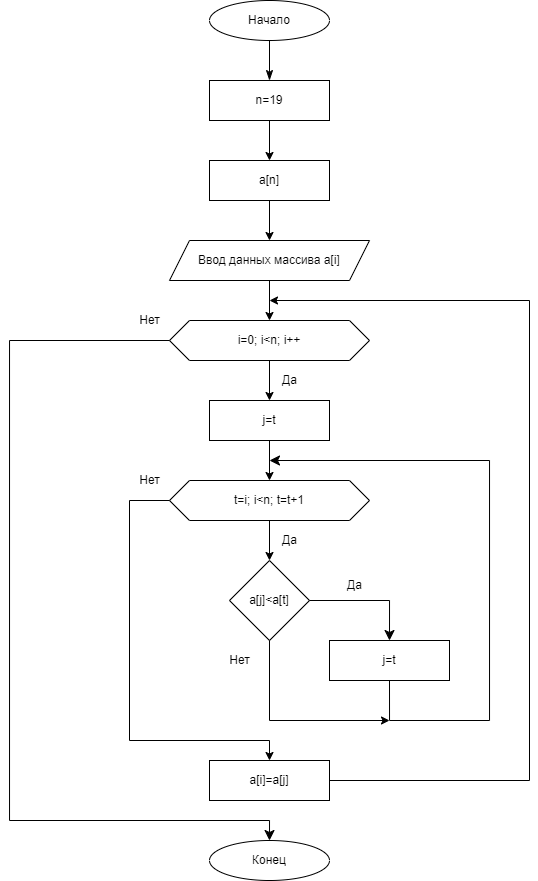 Начало
n=19
a[n]
Ввод данных массива a[i]
Нет
i=0; i<n; i++
Да
j=t
Нет
t=i; i<n; t=t+1
Да
a[j]<a[t]
Да
Нет
j=t
a[i]=a[j]
Конец